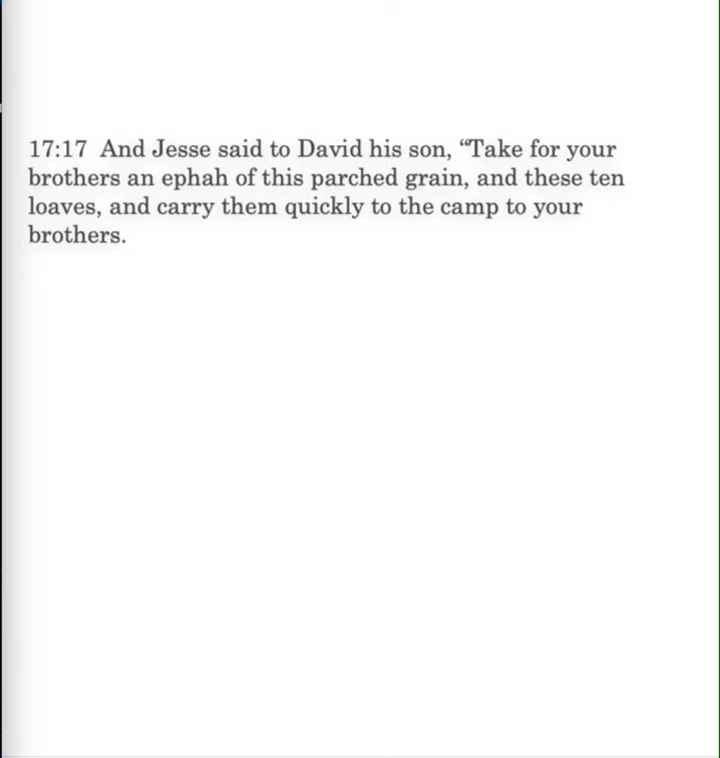 17:17 And Jesse said to David his son, “Take for your
brothers an ephah of this parched grain, and these ten
loaves, and carry them quickly to the camp to your
brothers.